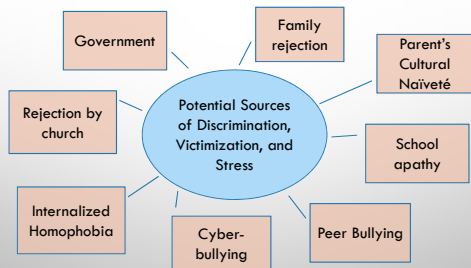 Government
Family
rejection
Parent's
Cultural
Naïveté
Rejection by
church
Potential Sources
of Discrimination,
Victimization, and
Stress
School
apathy
Internalized
Homophobia
Cyber-
bullying
Peer Bullying